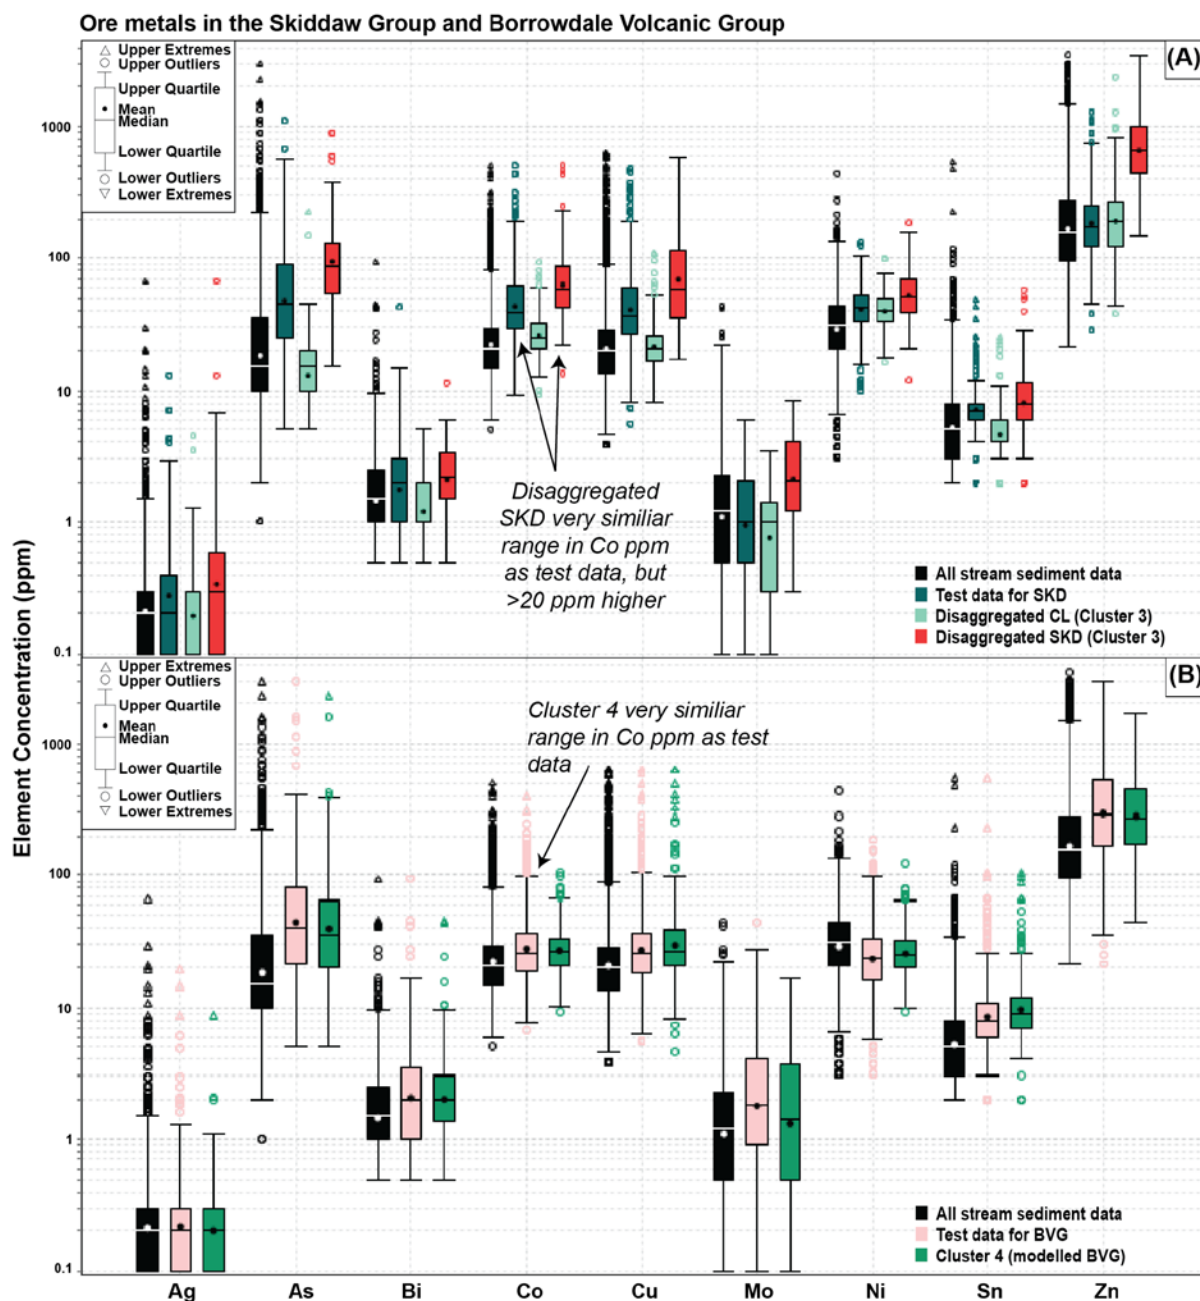 Ore metals in the Skiddaw Group and Borrowdale Volcanic Group
(A)
Upper Extremes
Upper Outliers
Upper Quartile
Mean
Median
Lower Quartile
Lower Outliers
Lower Extremes
1000
100
10
1
0.1
Disaggregated
SKD very similiar
range in Co ppm
as test data, but
>20 ppm higher
All stream sediment data
Test data for SKD
Disaggregated CL (Cluster 3)
Disaggregated SKD (Cluster 3)
Element Concentration (ppm)
(B)
Upper Extremes
Upper Outliers
Upper Quartile
Mean
Median
Lower Quartile
Lower Outliers
Lower Extremes
1000
100
10
1
0.1
Cluster 4 very similiar
range in Co ppm as test
data
All stream sediment data
Test data for BVG
Cluster 4 (modelled BVG)
Ag As Bi Co Cu Mo Ni Sn Zn